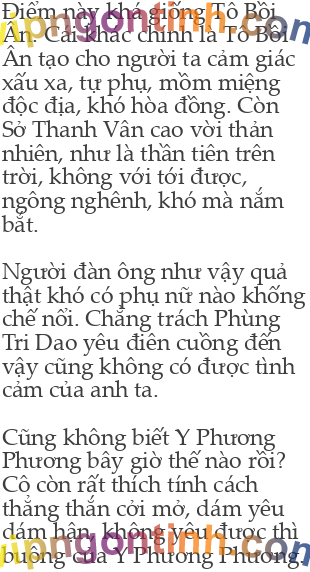 Điểm này khá giống Tô Bồi
Ân. Cái khác chính là Tô Bồi
Ân tạo cho người ta cảm giác
xấu xa, tự phụ, mồm miệng
độc địa, khó hòa đồng. Còn
Sở Thanh Vân cao vời thản
nhiên, như là thần tiên trên
trời, không với tới được,
ngông nghênh, khó mà nắm
bắt.
Người đàn ông như vậy quả
thật khó có phụ nữ nào khống
chế nổi. Chẳng trách Phùng
Tri Dao yêu điên cuồng đến
vậy cũng không có được tình
cảm của anh ta.
Cũng không biết Y Phương
Phương bây giờ thế nào rồi?
Cô còn rất thích tính cách
thẳng thắn cởi mở, dám yêu
dám hận, không yêu được thì
buông của Y Phương Phương.
vipngontinh.com
vipngontinh.com